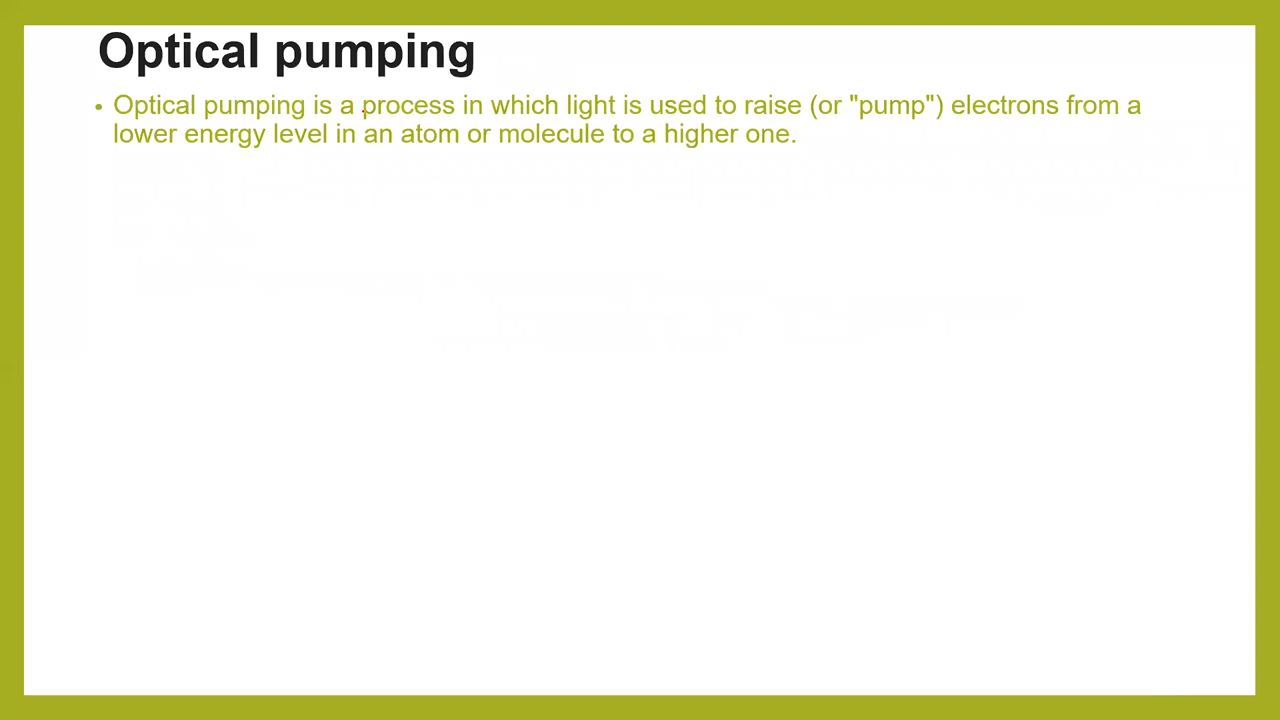 Optical pumping
• Optical pumping is a process in which light is used to raise (or "pump") electrons from a
lower energy level in an atom or molecule to a higher one.